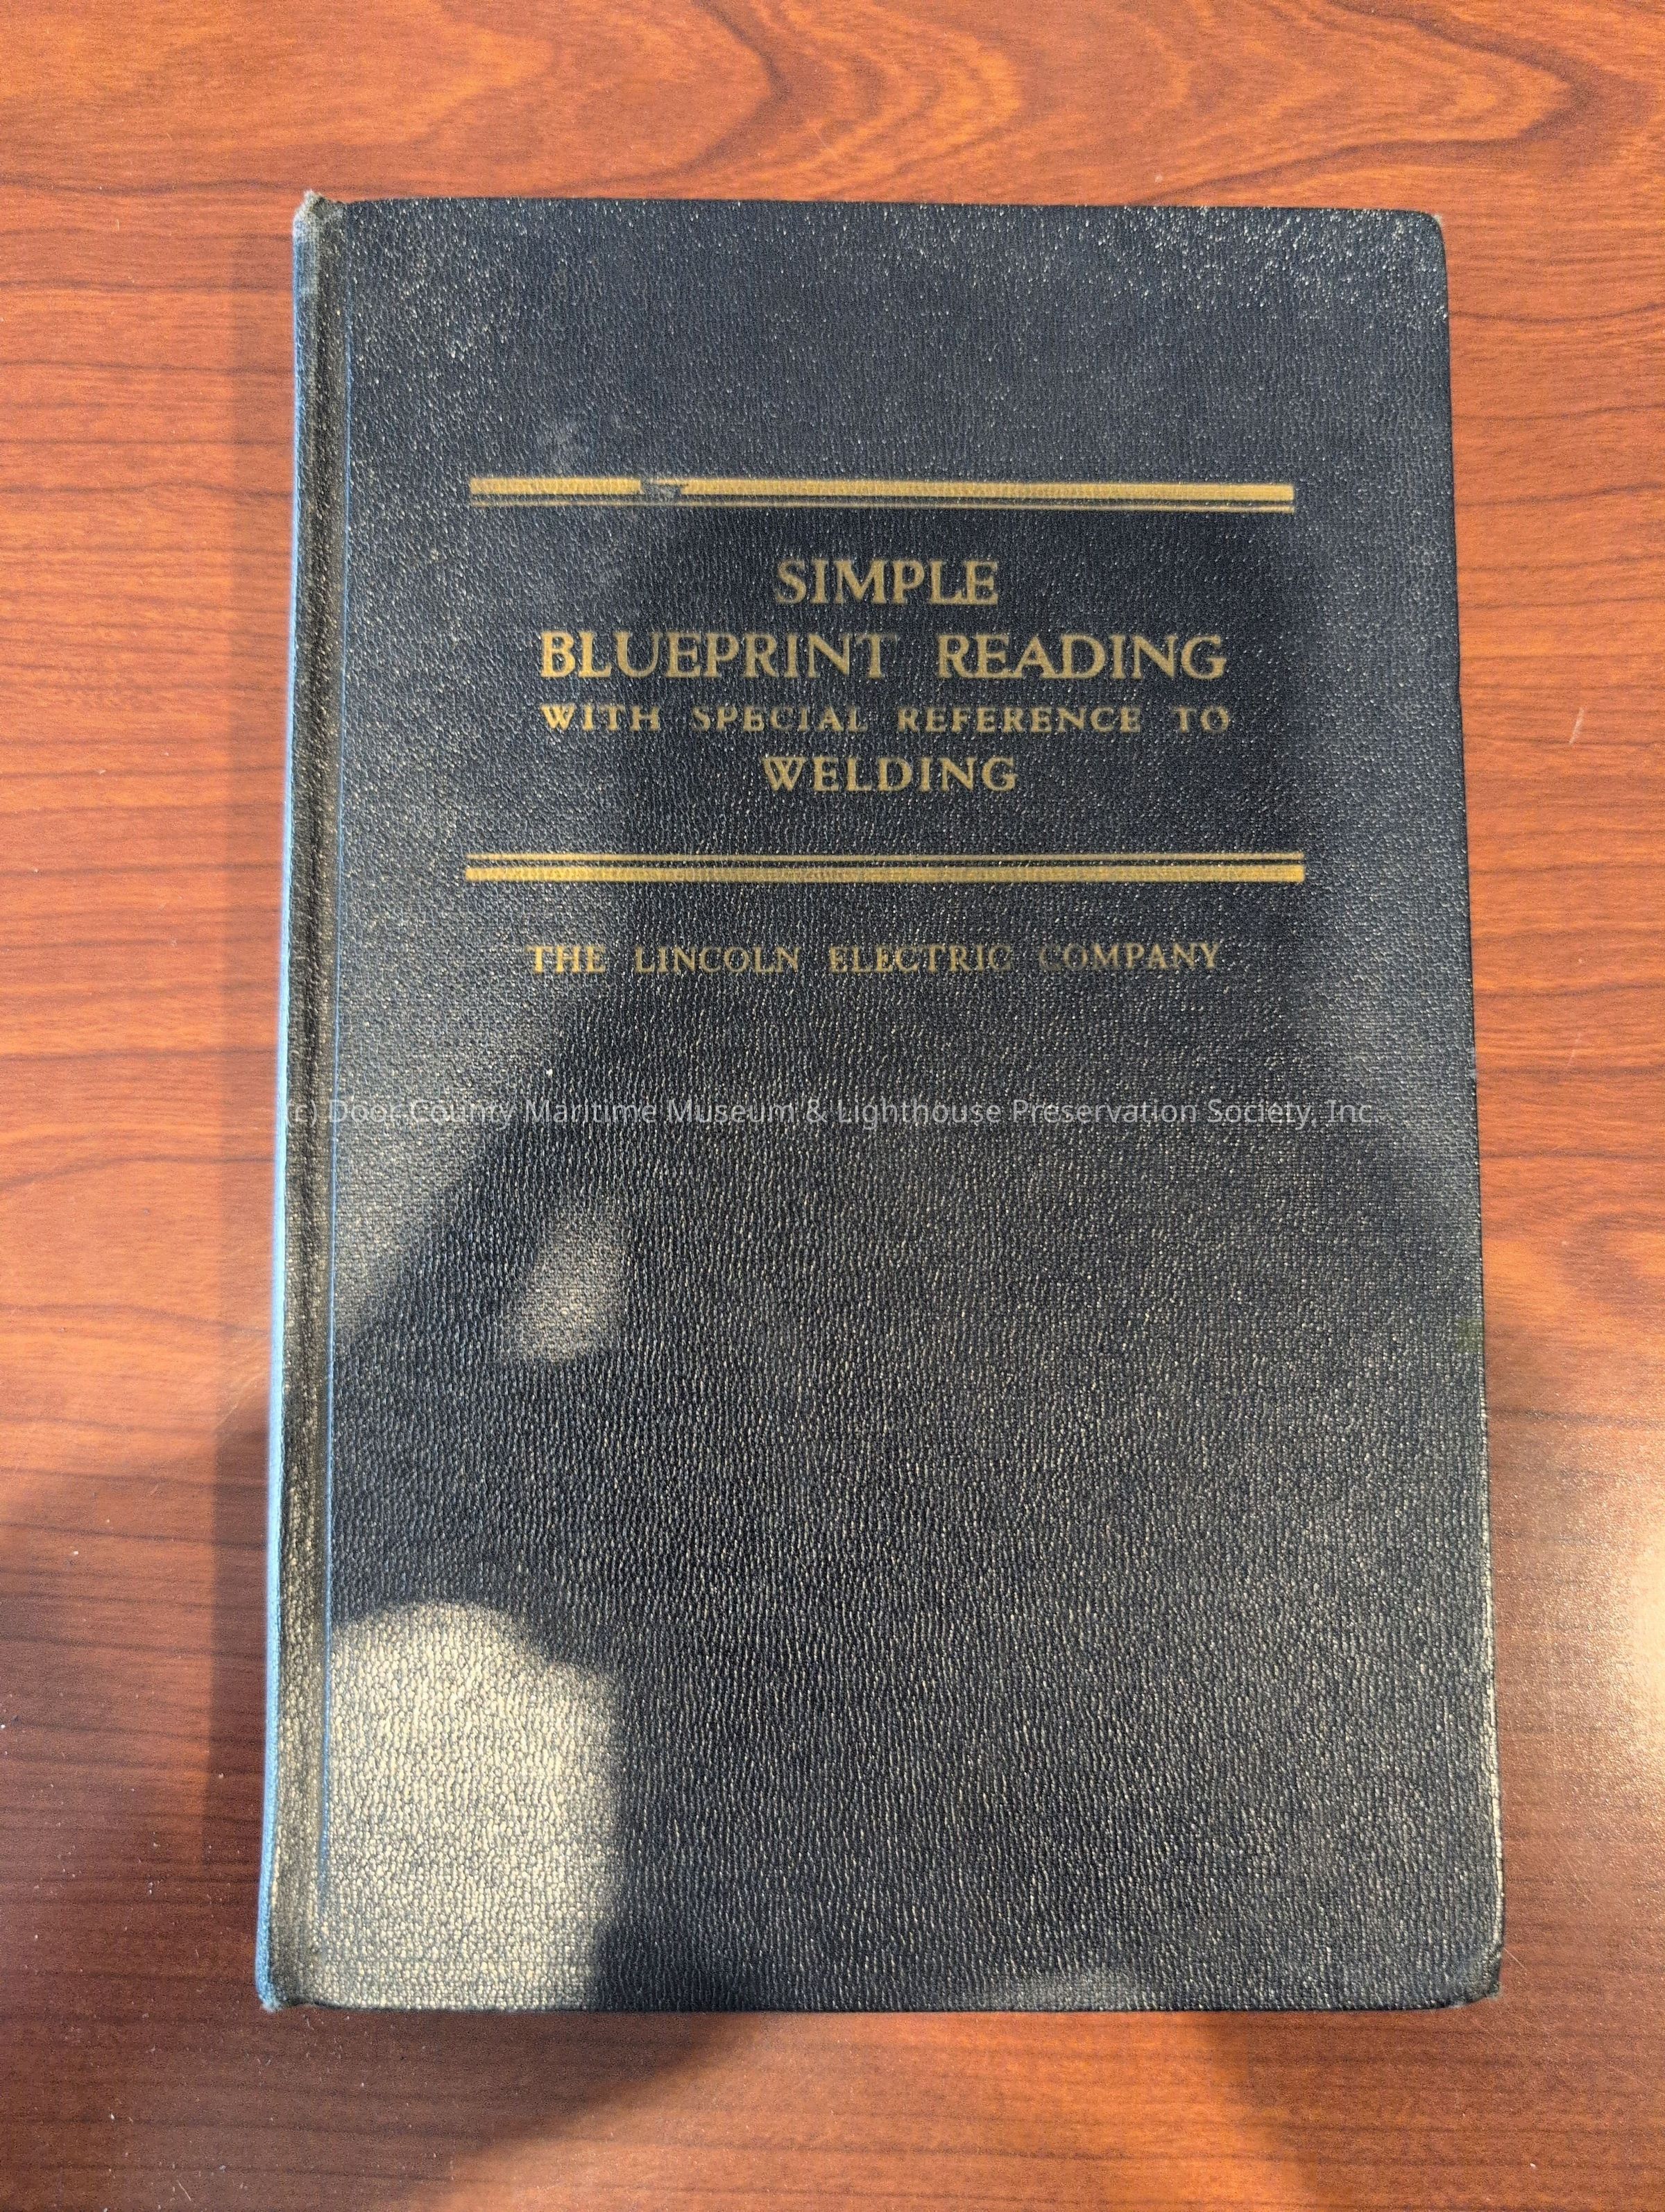 SIMPLE
BLUEPRINT READING
WITH SPECIAL REFERENCE TO
WELDING
THE LINCOLN ELECTRIC COMPANY
(c) Door County Maritime Museum & Lighthouse Preservation Society, Inc.